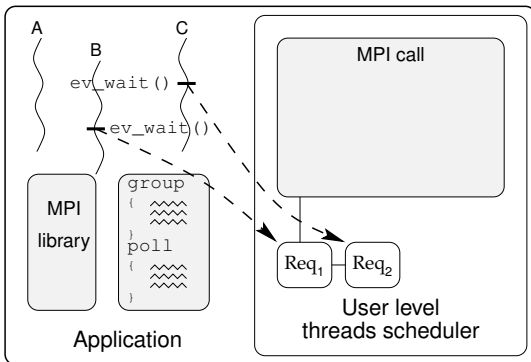 A
B
C
ev_wait()
ev_wait()
MPI
library
group
{
}
poll
{
}
Application
MPI call
Req1
Req2
User level
threads scheduler